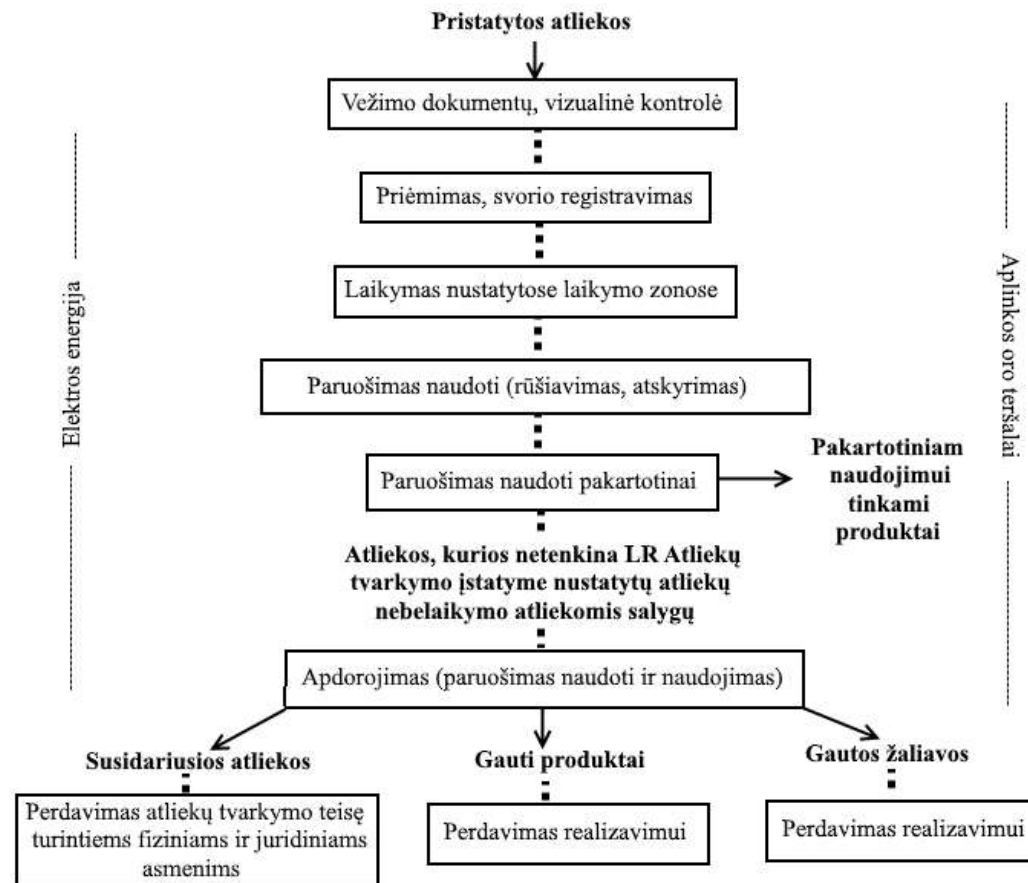 Pristatytos atliekos
Vežimo dokumentų, vizualinė kontrolė
Priėmimas, svorio registravimas
Laikymas nustatytose laikymo zonose
Elektros energija
Aplinkos oro teršalai
Paruošimas naudoti (rūšiavimas, atskyrimas)
Paruošimas naudoti pakartotinai
Pakartotiniam
naudojimui
tinkami
produktai
Atliekos, kurios netenkina LR Atliekų
tvarkymo įstatyme nustatytų atliekų
nebelaikymo atliekomis salygų
Apdorojimas (paruošimas naudoti ir naudojimas)
Susidariusios atliekos
Gauti produktai
Gautos žaliavos
Perdavimas atliekų tvarkymo teisę
turintiems fiziniams ir juridiniams
asmenims
Perdavimas realizavimui
Perdavimas realizavimui